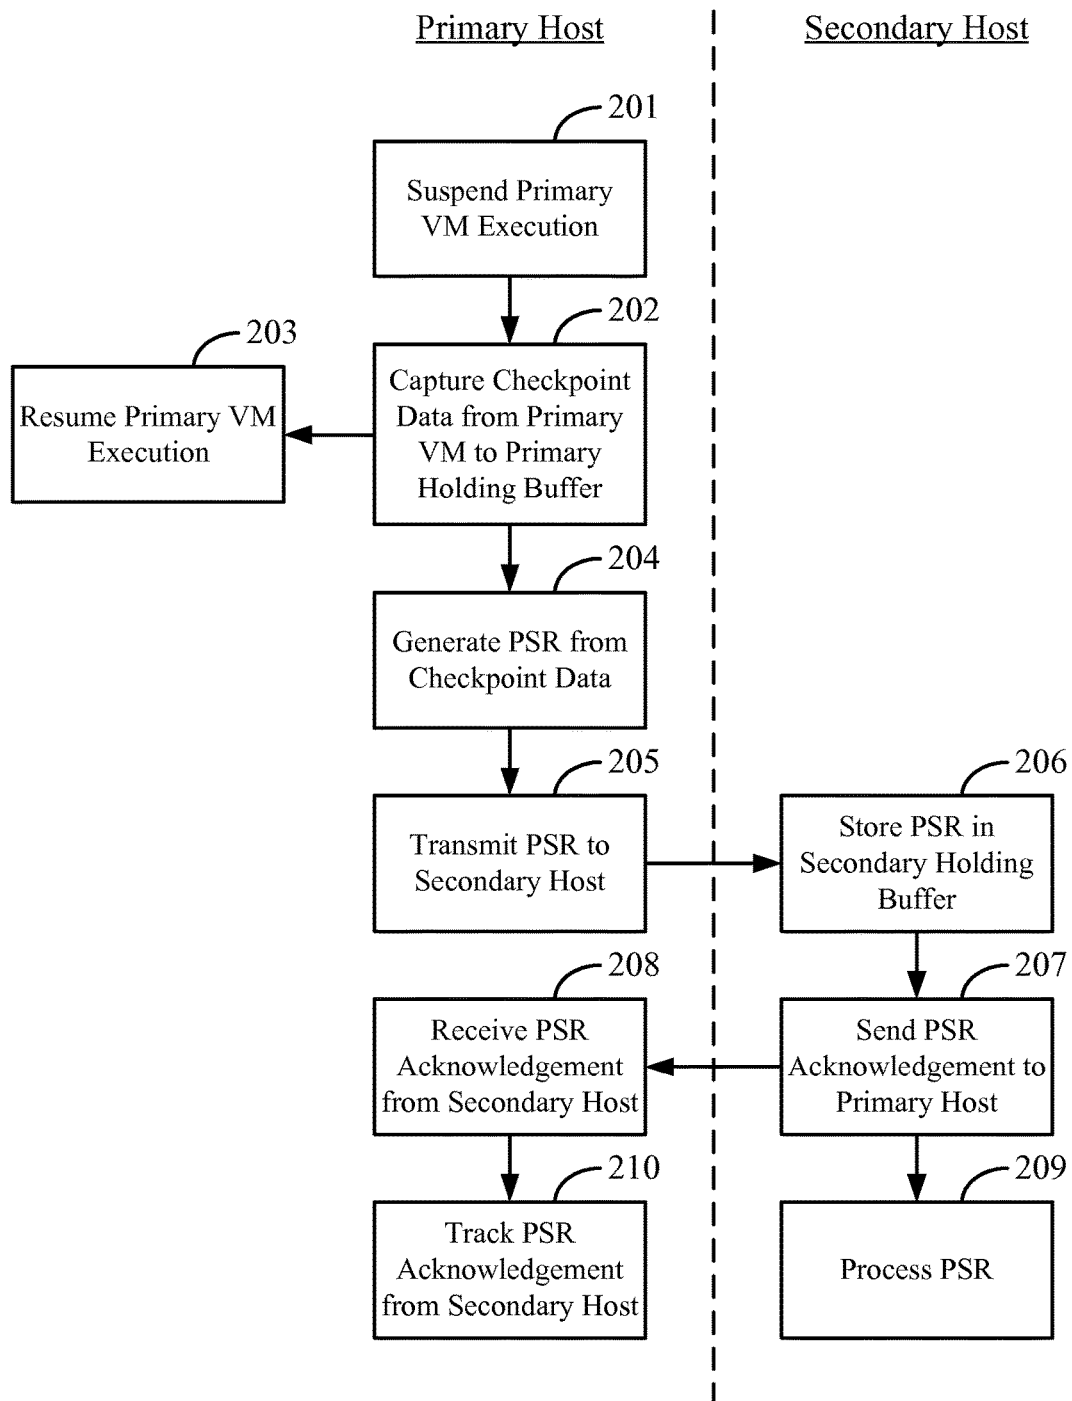 Primary Host
Secondary Host
201
Suspend Primary
VM Execution
202
Capture Checkpoint
Data from Primary
VM to Primary
Holding Buffer
203
Resume Primary VM
Execution
204
Generate PSR from
Checkpoint Data
205
Transmit PSR to
Secondary Host
206
Store PSR in
Secondary Holding
Buffer
207
Send PSR
Acknowledgement to
Primary Host
208
Receive PSR
Acknowledgement
from Secondary Host
209
Process PSR
210
Track PSR
Acknowledgement
from Secondary Host